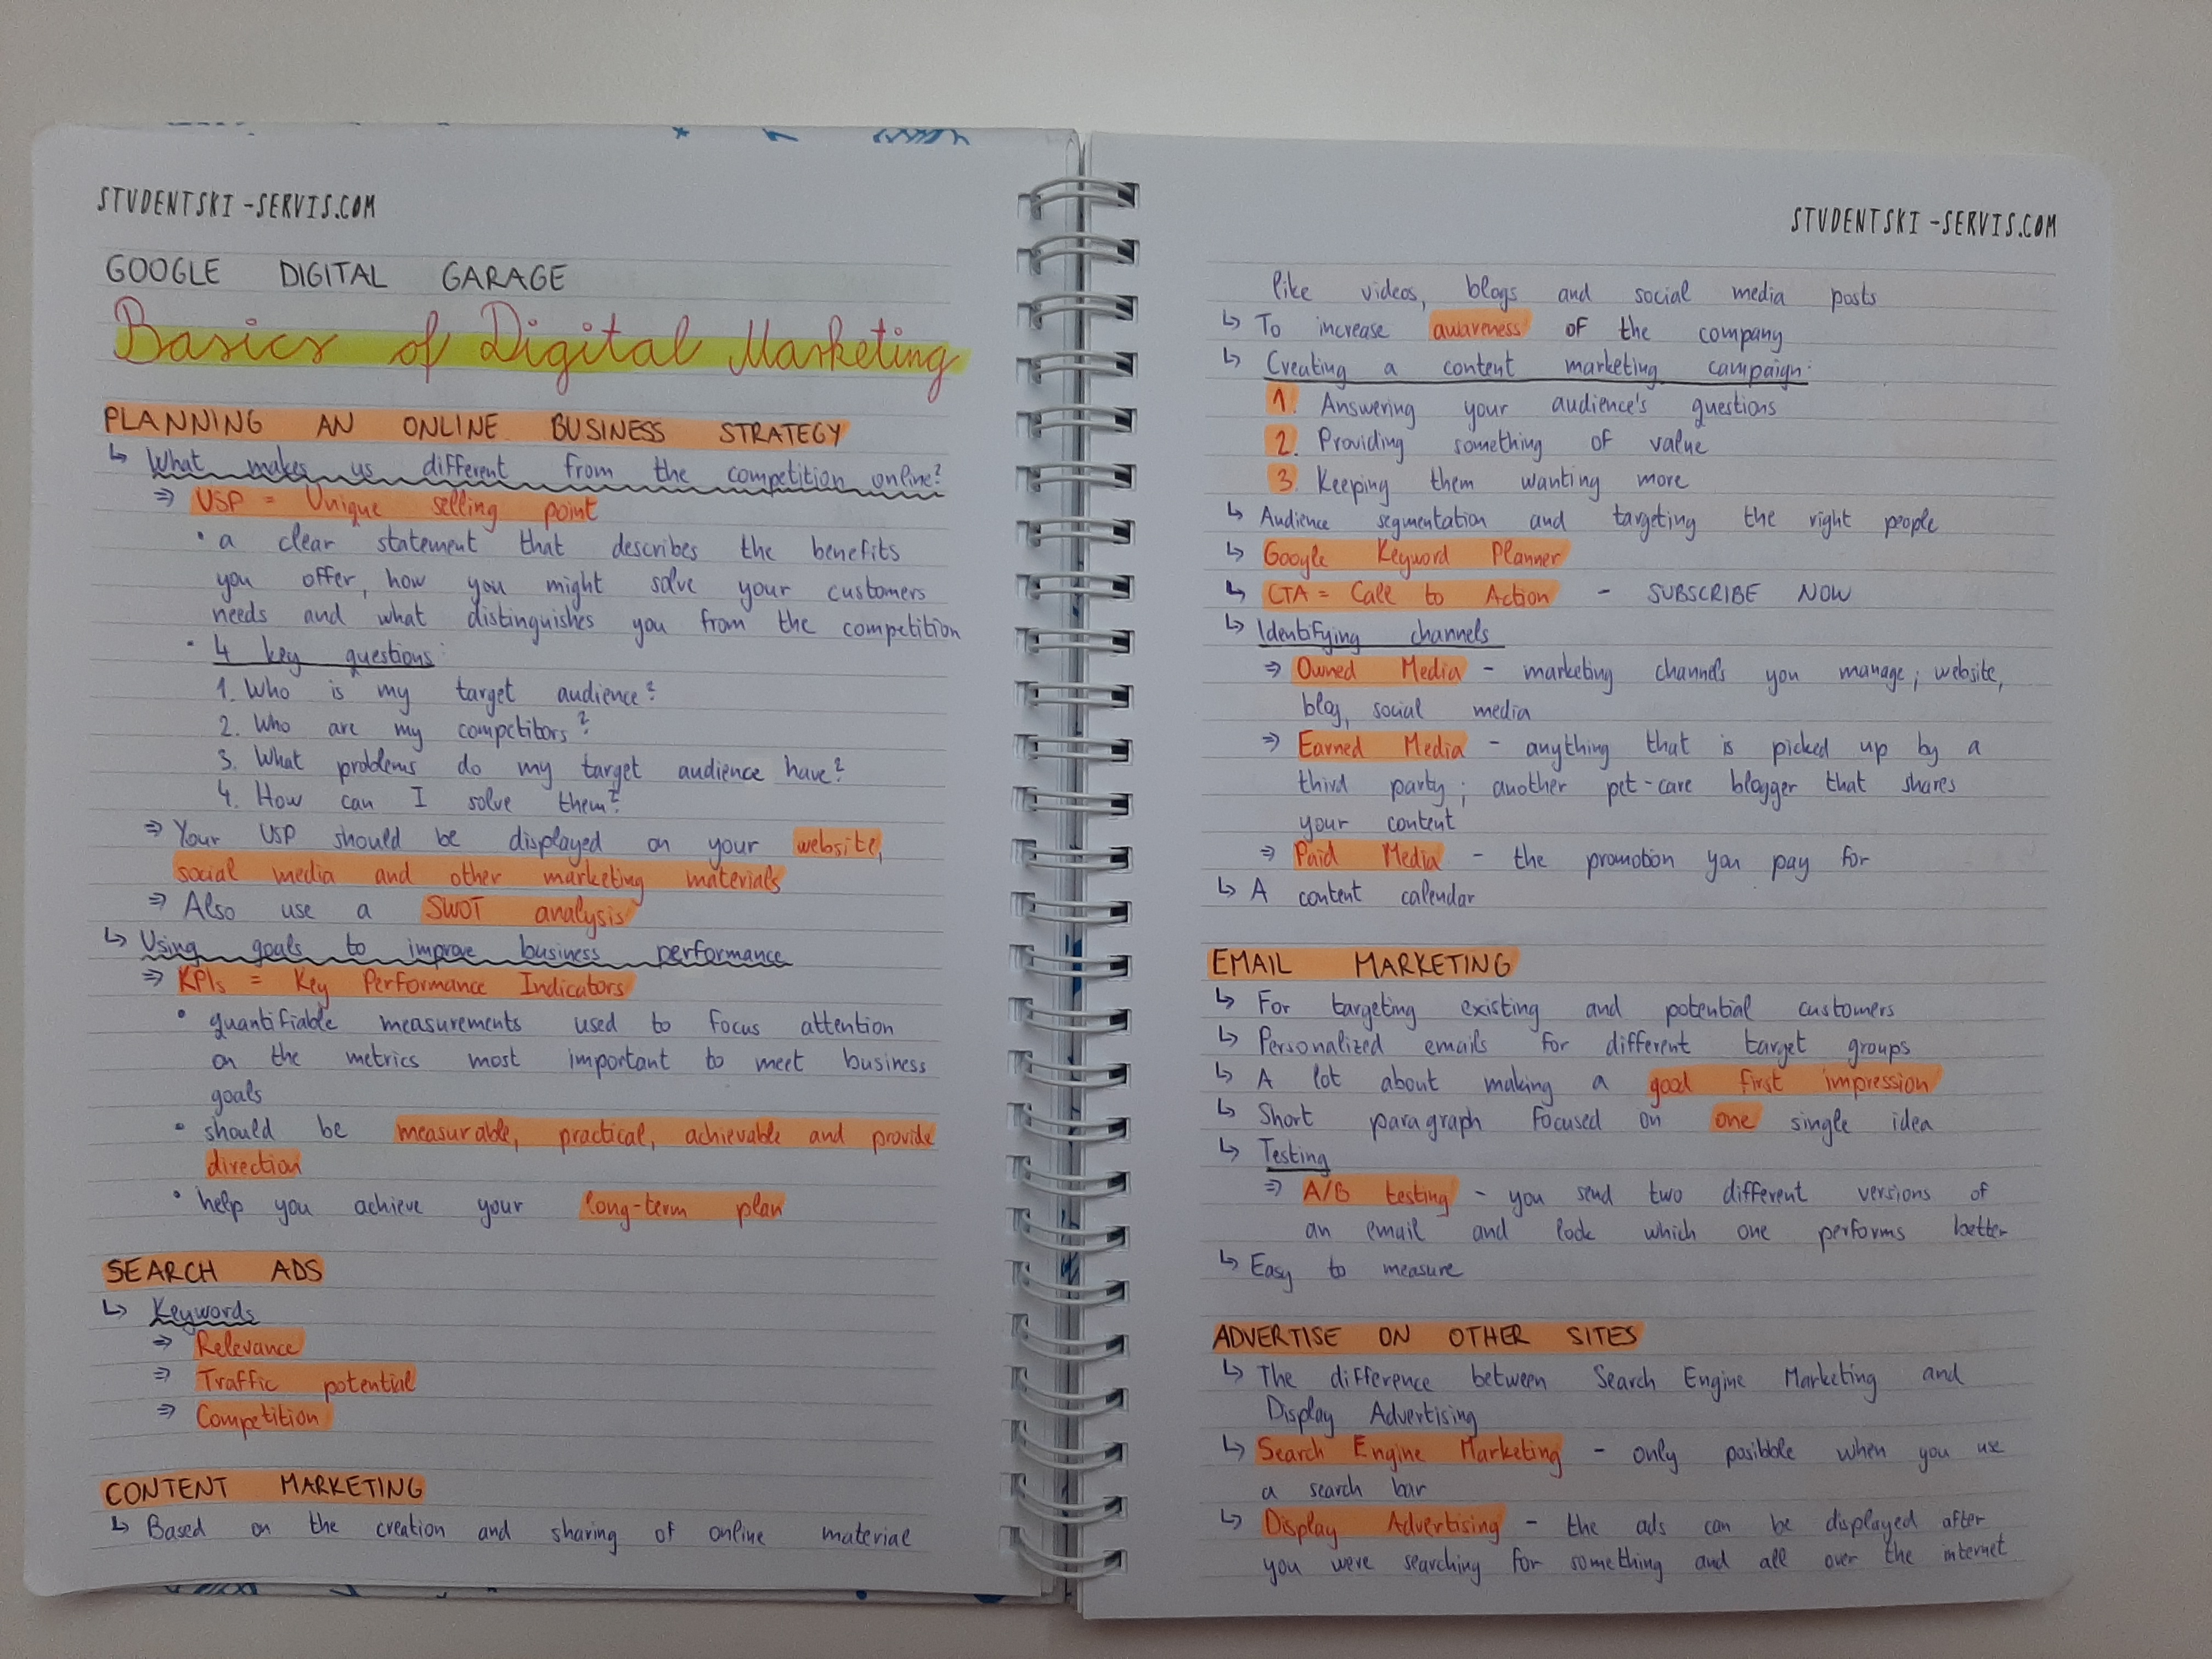 STUDENTSKI-SERVIS.COM
GOOGLE DIGITAL GARAGE
Basics of Digital Marketing
PLANNING AN ONLINE BUSINESS STRATEGY
↳ What makes us different from the competition online?
⇒ USP = Unique selling point
• a clear statement that describes the benefits
you offer, how you might solve your customers
needs and what distinguishes you from the competition
• 4 key questions:
1. Who is my target audience?
2. Who are my competitors?
3. What problems do my target audience have?
4. How can I solve them?
⇒ Your USP should be displayed on your website,
social media and other marketing materials
⇒ Also use a SWOT analysis
↳ Using goals to improve business performance
⇒ KPIs = Key Performance Indicators
• quantifiable measurements used to focus attention
on the metrics most important to meet business
goals
• should be measurable, practical, achievable and provide
direction
• help you achieve your long-term plan
SEARCH ADS
↳ Keywords
⇒ Relevance
⇒ Traffic potential
⇒ Competition
CONTENT MARKETING
↳ Based on the creation and sharing of online material
STUDENTSKI-SERVIS.COM
like videos, blogs and social media posts
↳ To increase awareness of the company
↳ Creating a content marketing campaign:
1. Answering your audience's questions
2. Providing something of value
3. Keeping them wanting more
↳ Audience segmentation and targeting the right people
↳ Google Keyword Planner
↳ CTA = Call to Action - SUBSCRIBE NOW
↳ Identifying channels
⇒ Owned Media - marketing channels you manage; website,
blog, social media
⇒ Earned Media - anything that is picked up by a
third party; another pet-care blogger that shares
your content
⇒ Paid Media - the promotion you pay for
↳ A content calendar
EMAIL MARKETING
↳ For targeting existing and potential customers
↳ Personalized emails for different target groups
↳ A lot about making a good first impression
↳ Short paragraph focused on one single idea
↳ Testing
⇒ A/B testing - you send two different versions of
an email and look which one performs better
↳ Easy to measure
ADVERTISE ON OTHER SITES
↳ The difference between Search Engine Marketing and
Display Advertising
↳ Search Engine Marketing - only posibble when you use
a search bar
↳ Display Advertising - the ads can be displayed after
you were searching for something and all over the internet